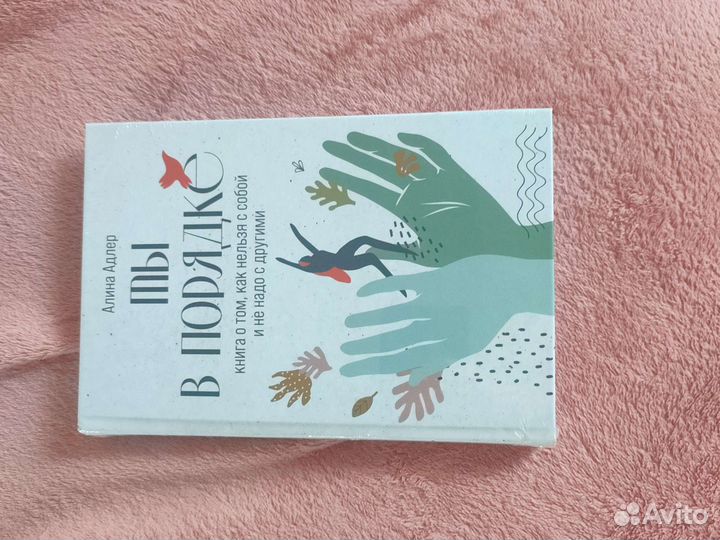 Алина Адлер
ТЫ
В ПОРЯДКЕ
книга о том, как нельзя с собой
и не надо с другими
Avito